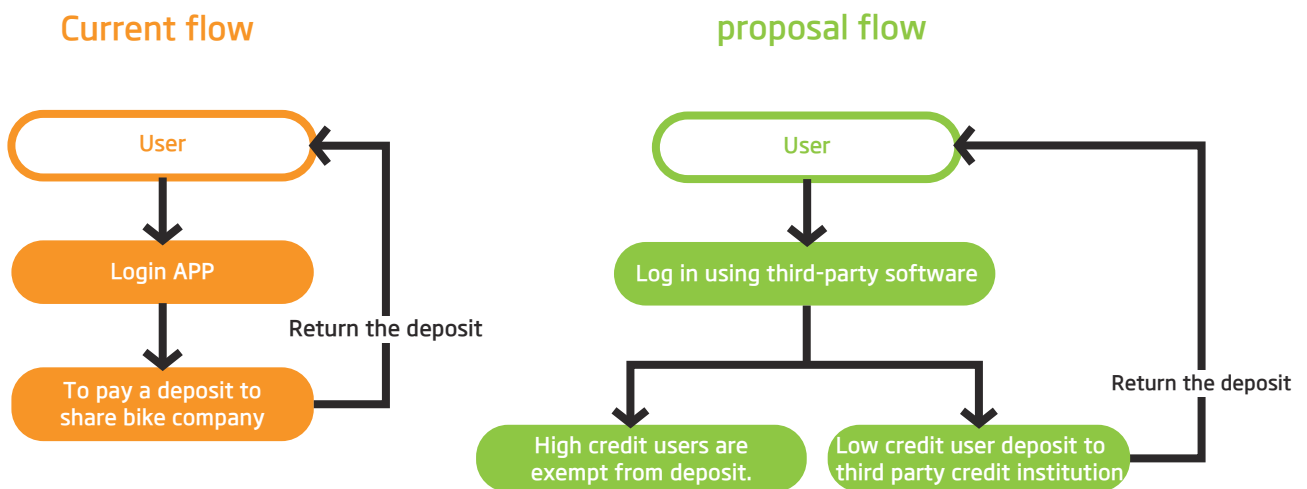 Current flow
User
Login APP
To pay a deposit to
share bike company
Return the deposit
proposal flow
User
Log in using third-party software
High credit users are
exempt from deposit.
Low credit user deposit to
third party credit institution
Return the deposit